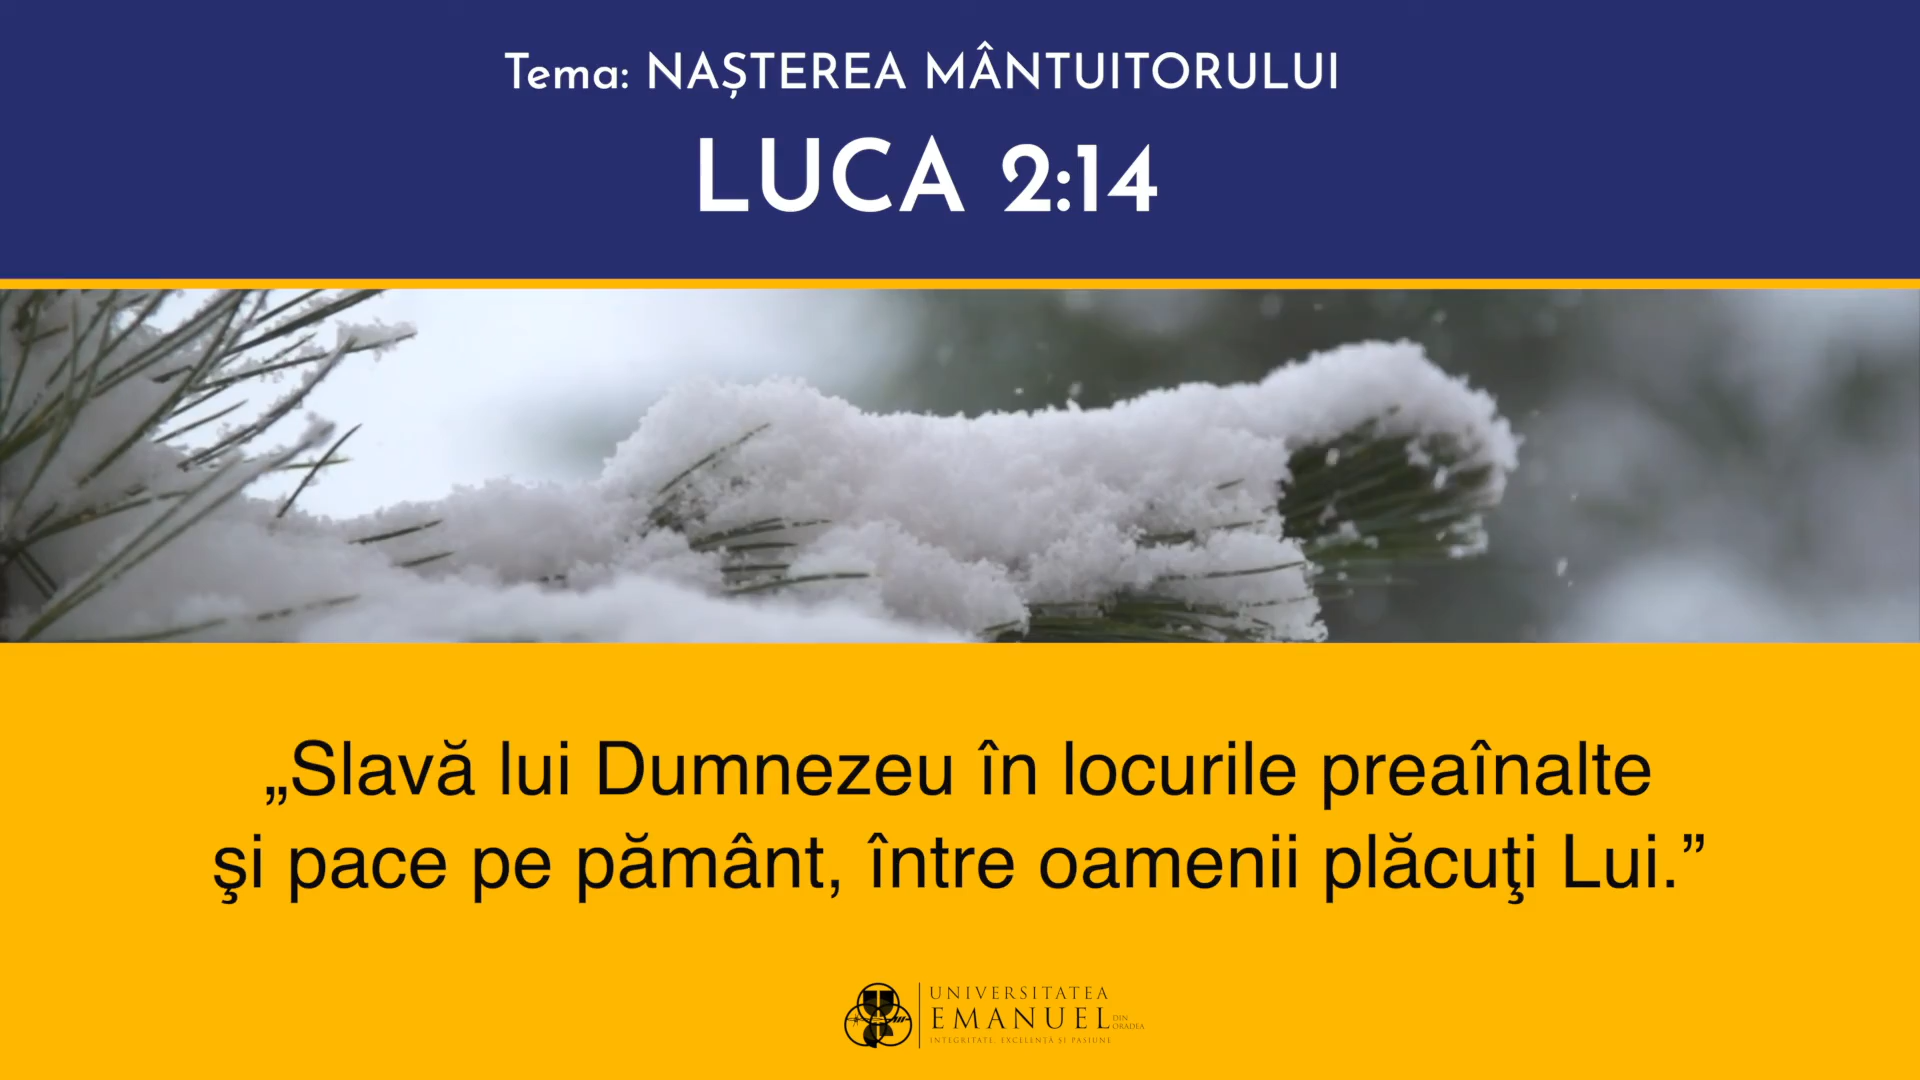 Tema: NAȘTEREA MÂNTUITORULUI
LUCA 2:14
„Slavă lui Dumnezeu în locurile preaînalte
şi pace pe pământ, între oamenii plăcuţi Lui.”
UNIVERSITATEA
EMANUEL DIN ORADEA
INTEGRITATE, EXCELENȚĂ ȘI PASIUNE